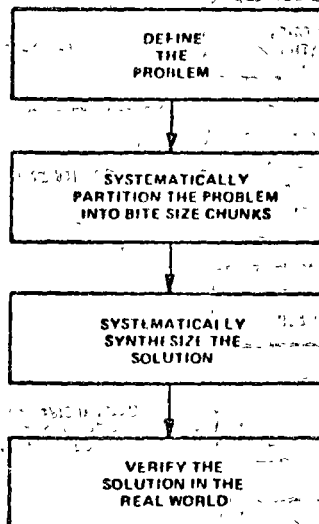 DEFINE
THE
PROBLEM
SYSTEMATICALLY
PARTITION THE PROBLEM
INTO BITE SIZE CHUNKS
SYSTEMATICALLY
SYNTHESIZE THE
SOLUTION
VERIFY THE
SOLUTION IN THE
REAL WORLD